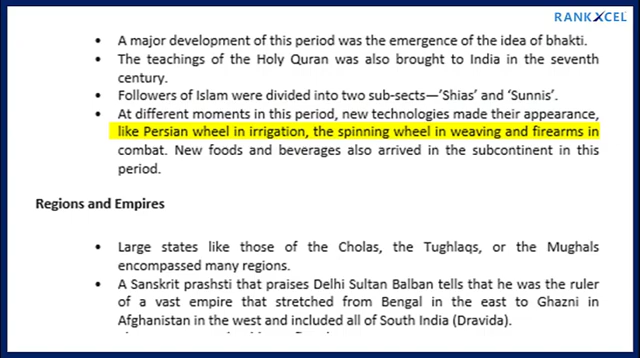 RANKXCEL
• A major development of this period was the emergence of the idea of bhakti.
• The teachings of the Holy Quran was also brought to India in the seventh
century.
• Followers of Islam were divided into two sub-sects—'Shias' and 'Sunnis'.
• At different moments in this period, new technologies made their appearance,
like Persian wheel in irrigation, the spinning wheel in weaving and firearms in
combat. New foods and beverages also arrived in the subcontinent in this
period.
Regions and Empires
• Large states like those of the Cholas, the Tughlaqs, or the Mughals
encompassed many regions.
• A Sanskrit prashsti that praises Delhi Sultan Balban tells that he was the ruler
of a vast empire that stretched from Bengal in the east to Ghazni in
Afghanistan in the west and included all of South India (Dravida).